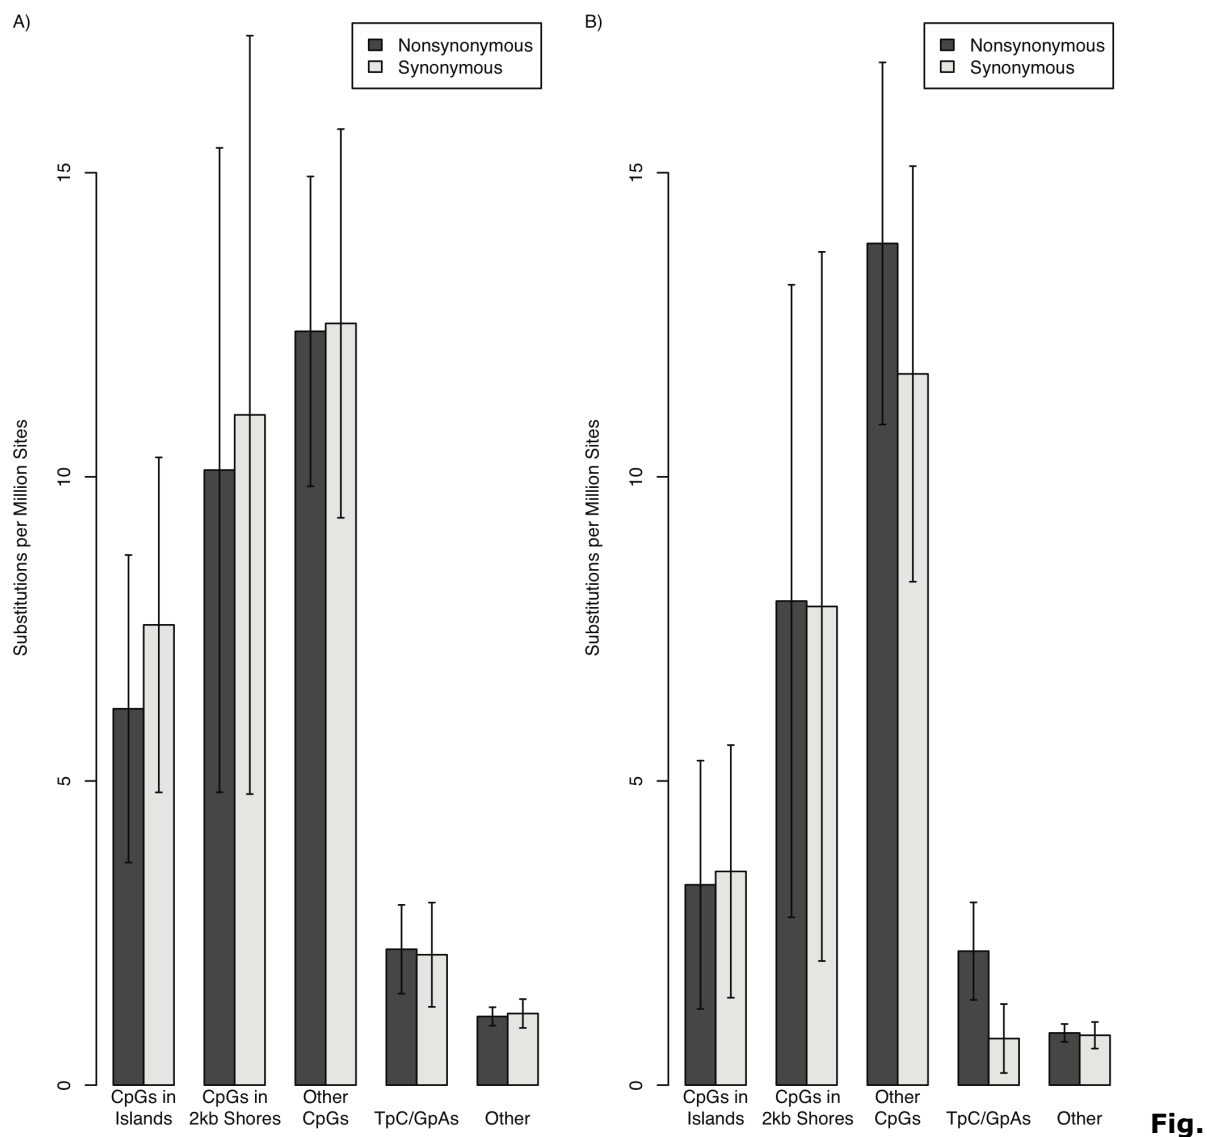 A)
Nonsynonymous
Synonymous
Substitutions per Million Sites
15
10
5
0
CpGs in
Islands
CpGs in
2kb Shores
Other
CpGs
TpC/GpAs
Other
B)
Nonsynonymous
Synonymous
Substitutions per Million Sites
15
10
5
0
CpGs in
Islands
CpGs in
2kb Shores
Other
CpGs
TpC/GpAs
Other
Fig.